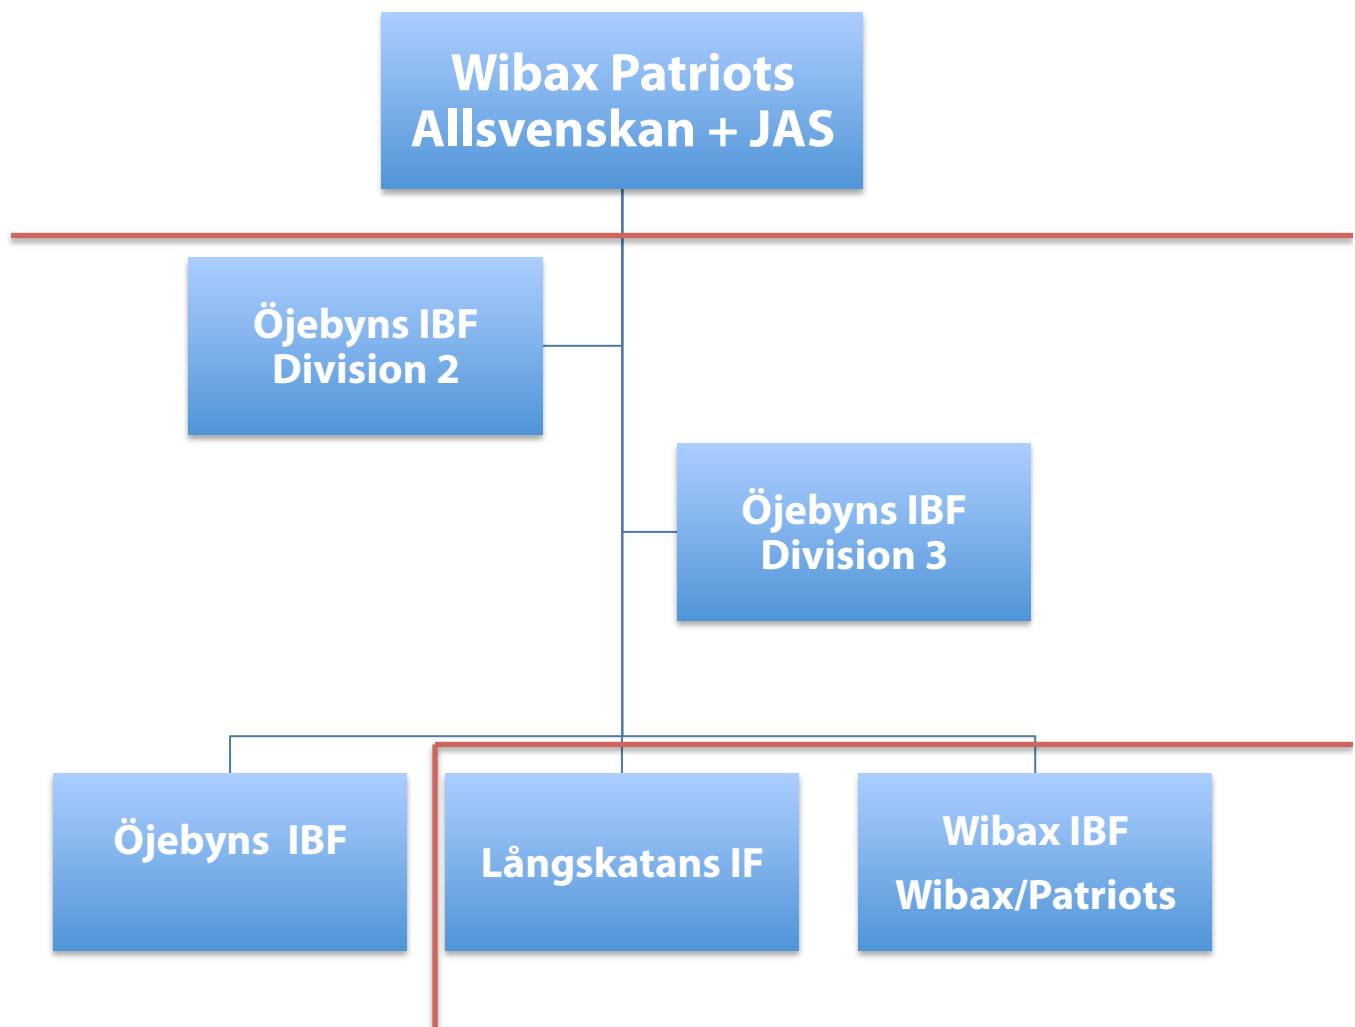 Wibax Patriots
Allsvenskan + JAS
Öjebyns IBF
Division 2
Öjebyns IBF
Division 3
Öjebyns IBF
Långskatans IF
Wibax IBF
Wibax/Patriots